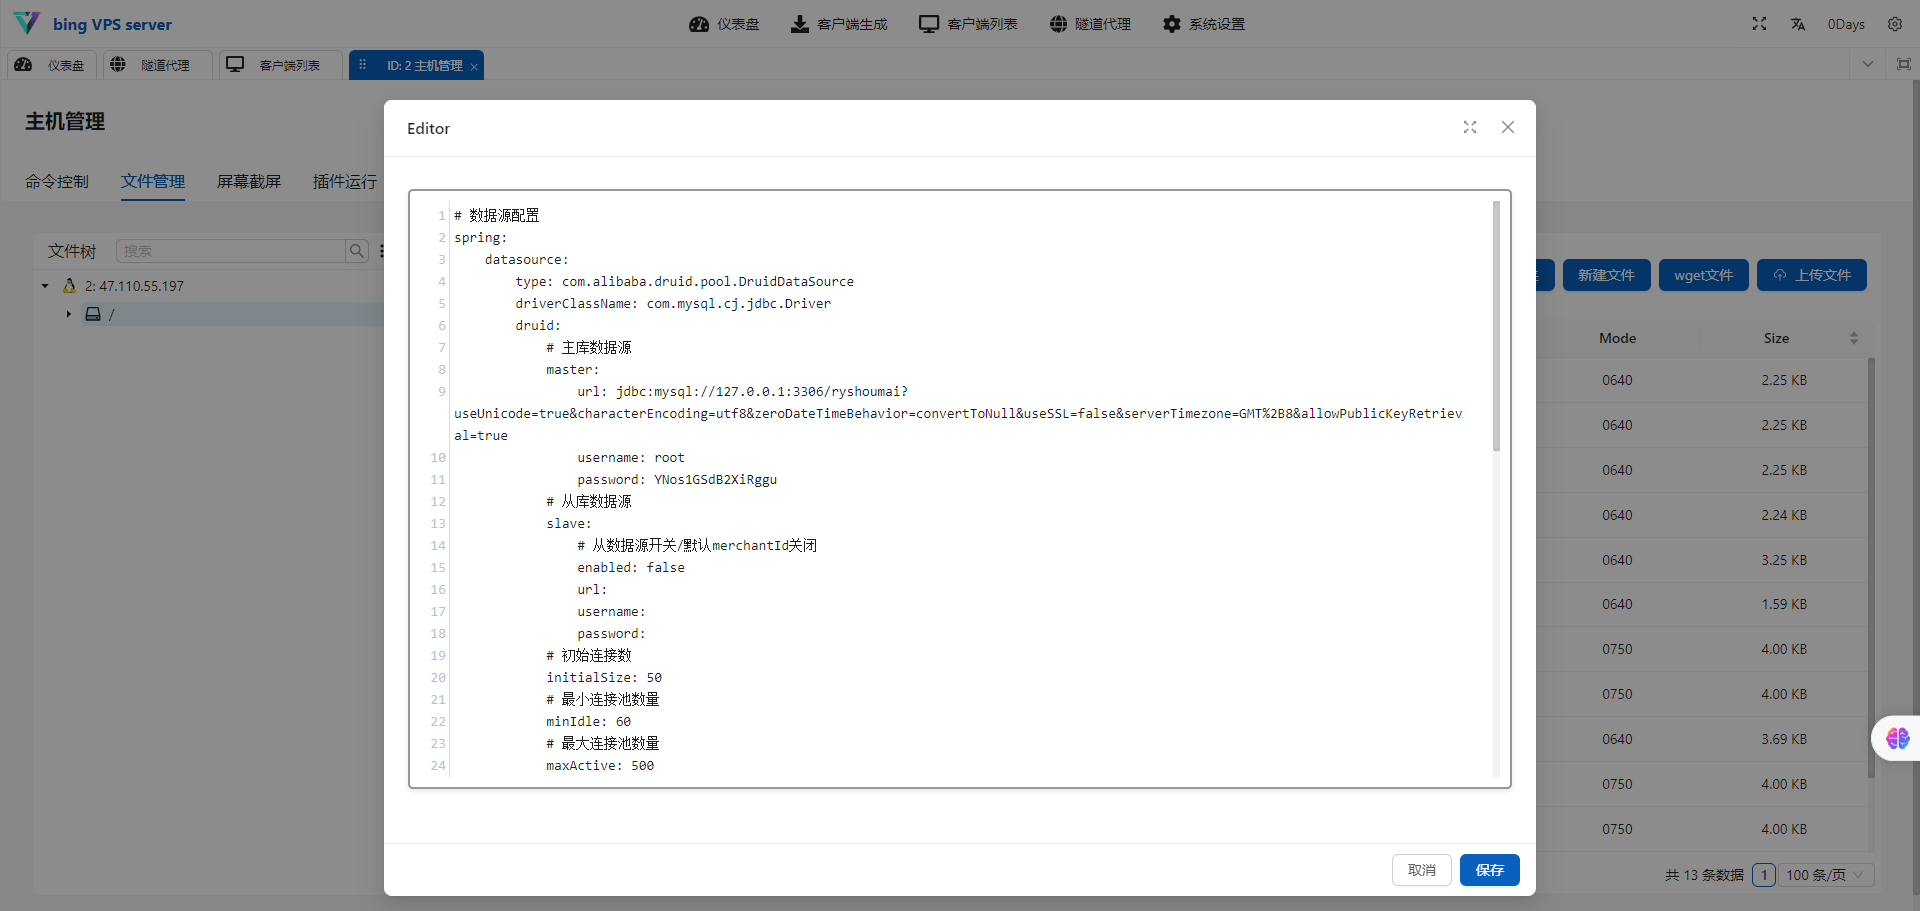 bing VPS server
仪表盘
客户端生成
客户端列表
隧道代理
系统设置
0Days
仪表盘
隧道代理
客户端列表
ID: 2 主机管理
主机管理
命令控制
文件管理
屏幕截屏
插件运行
文件树
搜索
2: 47.110.55.197
/
新建文件
wget文件
上传文件
Mode
Size
0640
2.25 KB
0640
2.25 KB
0640
2.25 KB
0640
2.24 KB
0640
3.25 KB
0640
1.59 KB
0750
4.00 KB
0750
4.00 KB
0640
3.69 KB
0750
4.00 KB
0750
4.00 KB
共 13 条数据
1
100 条/页
Editor
1 # 数据源配置
2 spring:
3     datasource:
4         type: com.alibaba.druid.pool.DruidDataSource
5         driverClassName: com.mysql.cj.jdbc.Driver
6         druid:
7             # 主库数据源
8             master:
9                 url: jdbc:mysql://127.0.0.1:3306/ryshoumai?
useUnicode=true&characterEncoding=utf8&zeroDateTimeBehavior=convertToNull&useSSL=false&serverTimezone=GMT%2B8&allowPublicKeyRetriev
al=true
10                 username: root
11                 password: YNos1GSdB2XiRggu
12             # 从库数据源
13             slave:
14                 # 从数据源开关/默认merchantId关闭
15                 enabled: false
16                 url:
17                 username:
18                 password:
19             # 初始连接数
20             initialSize: 50
21             # 最小连接池数量
22             minIdle: 60
23             # 最大连接池数量
24             maxActive: 500
取消
保存